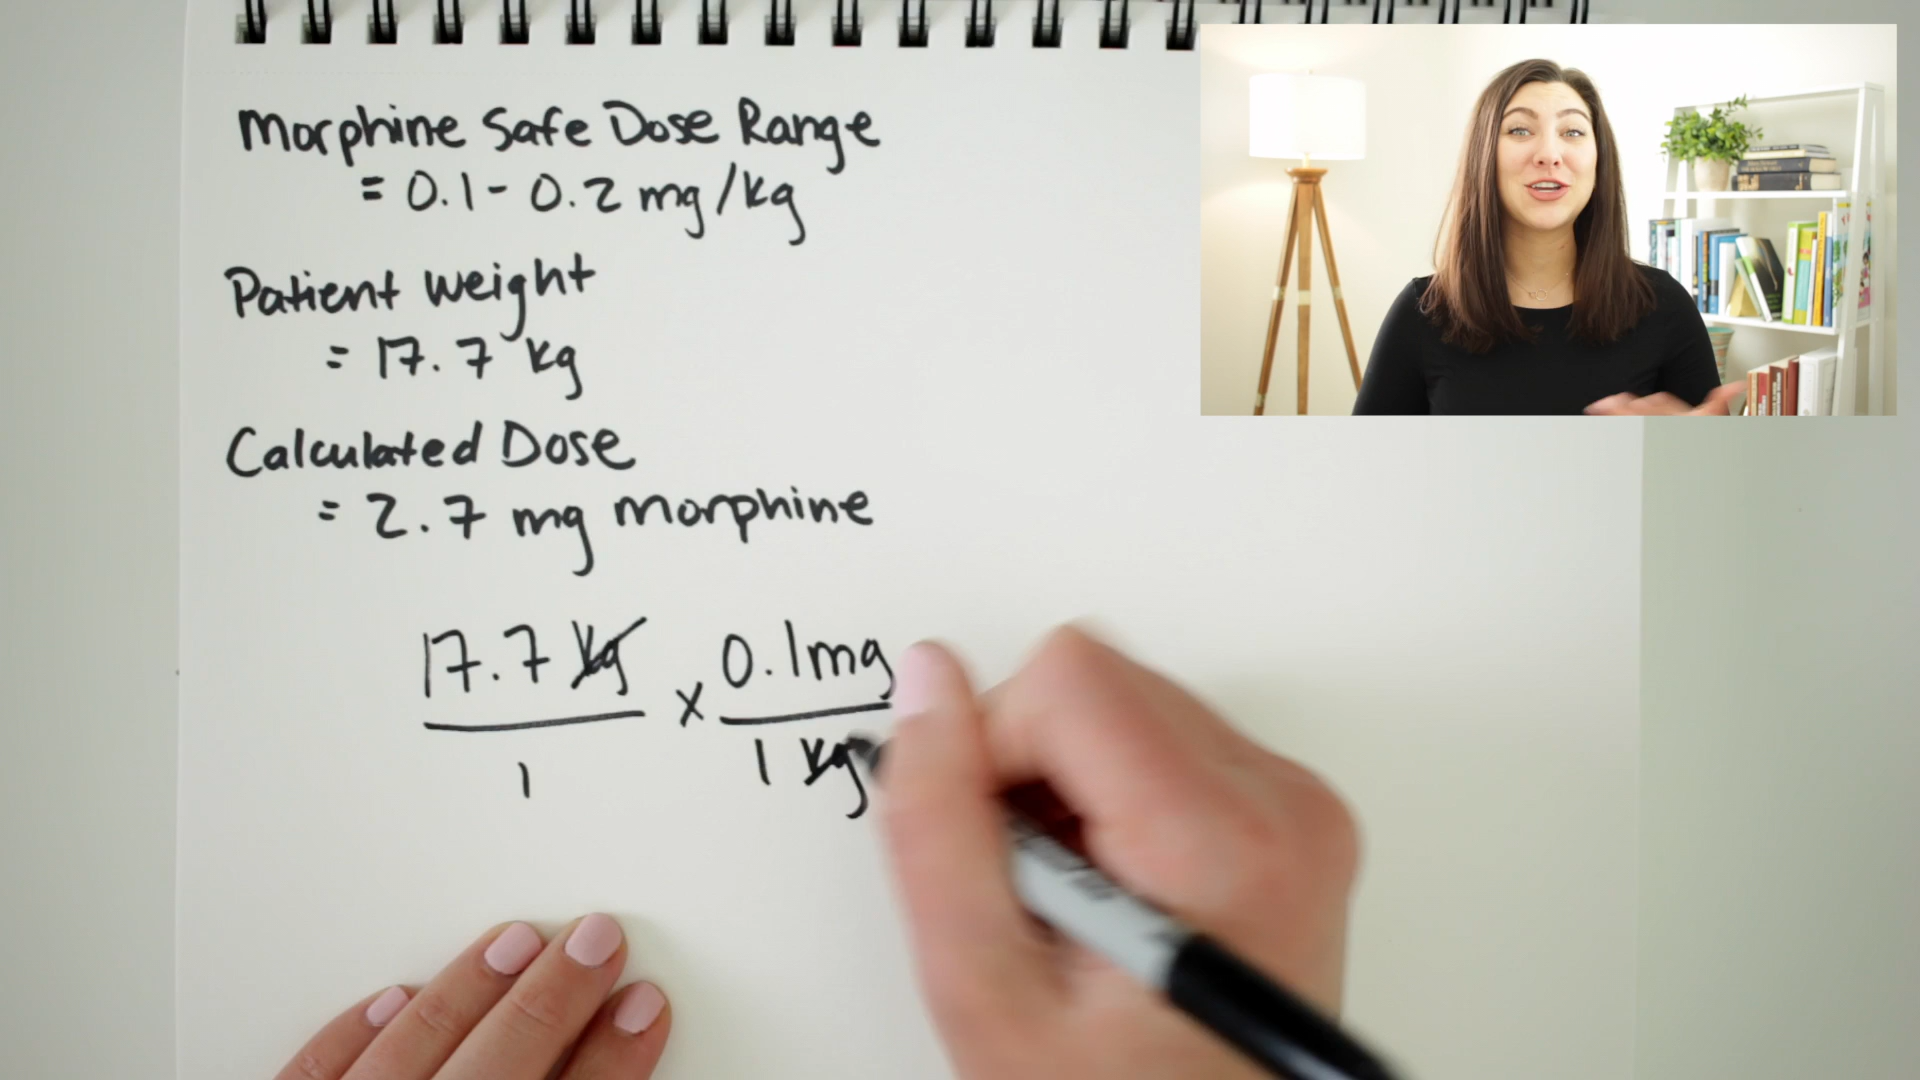 Morphine Safe Dose Range
= 0.1 - 0.2 mg/kg
Patient Weight
= 17.7 kg
Calculated Dose
= 2.7 mg morphine
17.7 kg x 0.1mg
1 1 kg